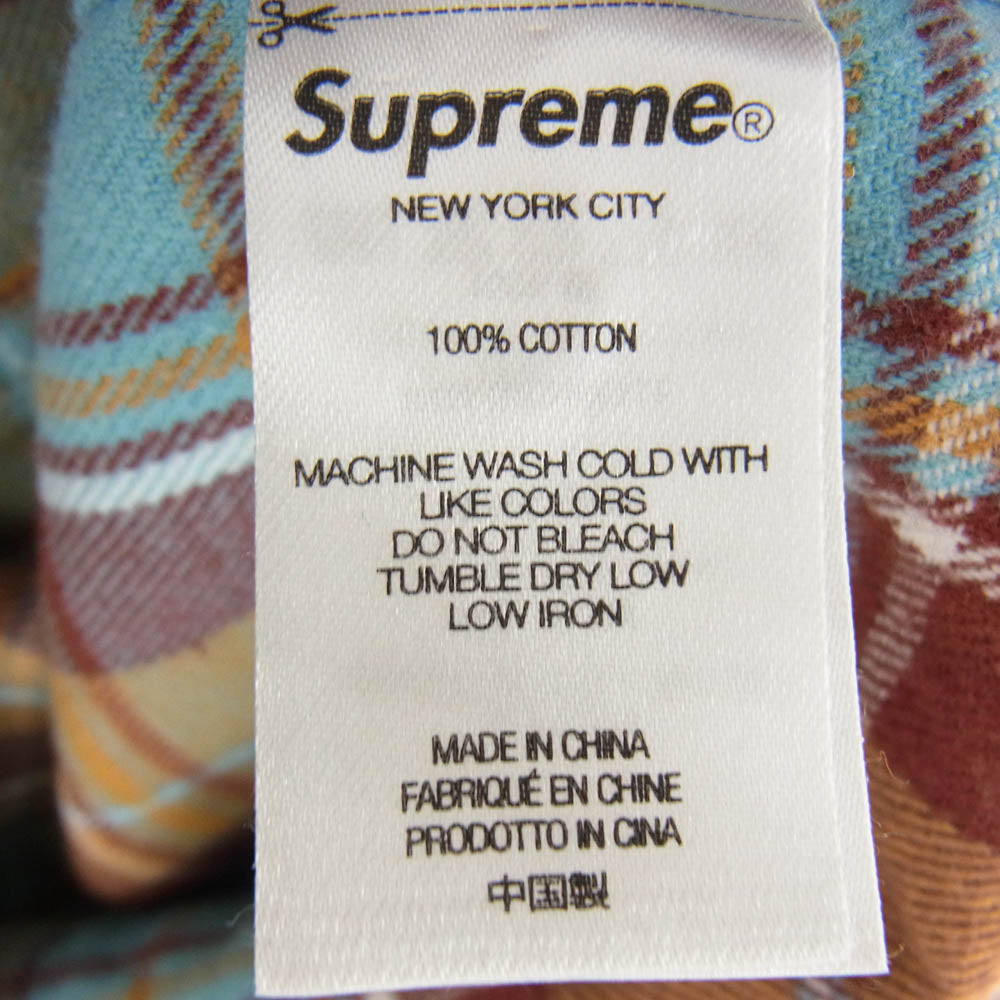 Supreme®
NEW YORK CITY
100% COTTON
MACHINE WASH COLD WITH
LIKE COLORS
DO NOT BLEACH
TUMBLE DRY LOW
LOW IRON
MADE IN CHINA
FABRIQUÉ EN CHINE
PRODOTTO IN CINA
中国製